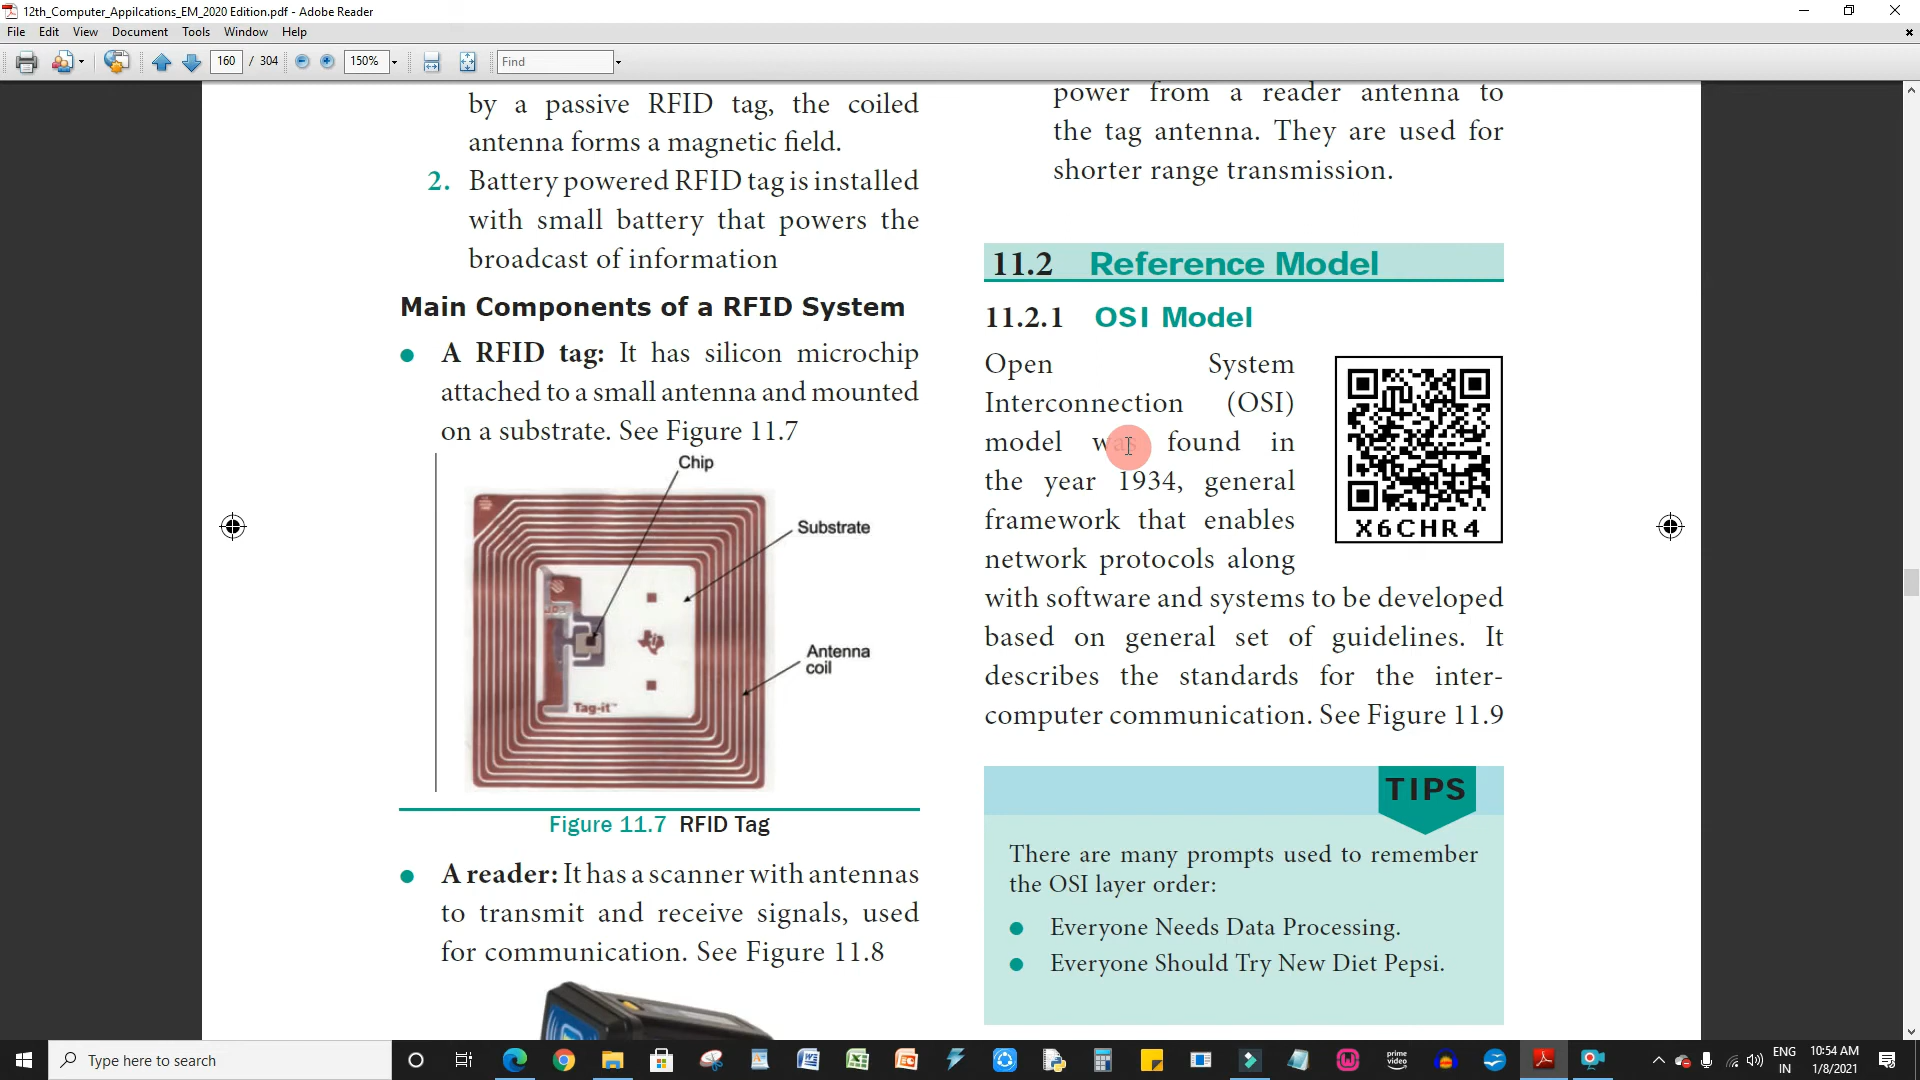 12th_Computer_Appilcations_EM_2020 Edition.pdf - Adobe Reader
File Edit View Document Tools Window Help
160 / 304 150% Find
by a passive RFID tag, the coiled
antenna forms a magnetic field.
2. Battery powered RFID tag is installed
with small battery that powers the
broadcast of information
Main Components of a RFID System
A RFID tag: It has silicon microchip
attached to a small antenna and mounted
on a substrate. See Figure 11.7
Chip
Substrate
Antenna
coil
Tag-it™
Figure 11.7 RFID Tag
A reader: It has a scanner with antennas
to transmit and receive signals, used
for communication. See Figure 11.8
power from a reader antenna to
the tag antenna. They are used for
shorter range transmission.
11.2 Reference Model
11.2.1 OSI Model
Open System
Interconnection (OSI)
model was found in
the year 1934, general
framework that enables
network protocols along
with software and systems to be developed
based on general set of guidelines. It
describes the standards for the inter-
computer communication. See Figure 11.9
X6CHR4
TIPS
There are many prompts used to remember
the OSI layer order:
Everyone Needs Data Processing.
Everyone Should Try New Diet Pepsi.
Type here to search
prime
video
ENG
IN
10:54 AM
1/8/2021